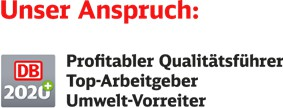 Unser Anspruch:
DB
2020+
Profitabler Qualitätsführer
Top-Arbeitgeber
Umwelt-Vorreiter